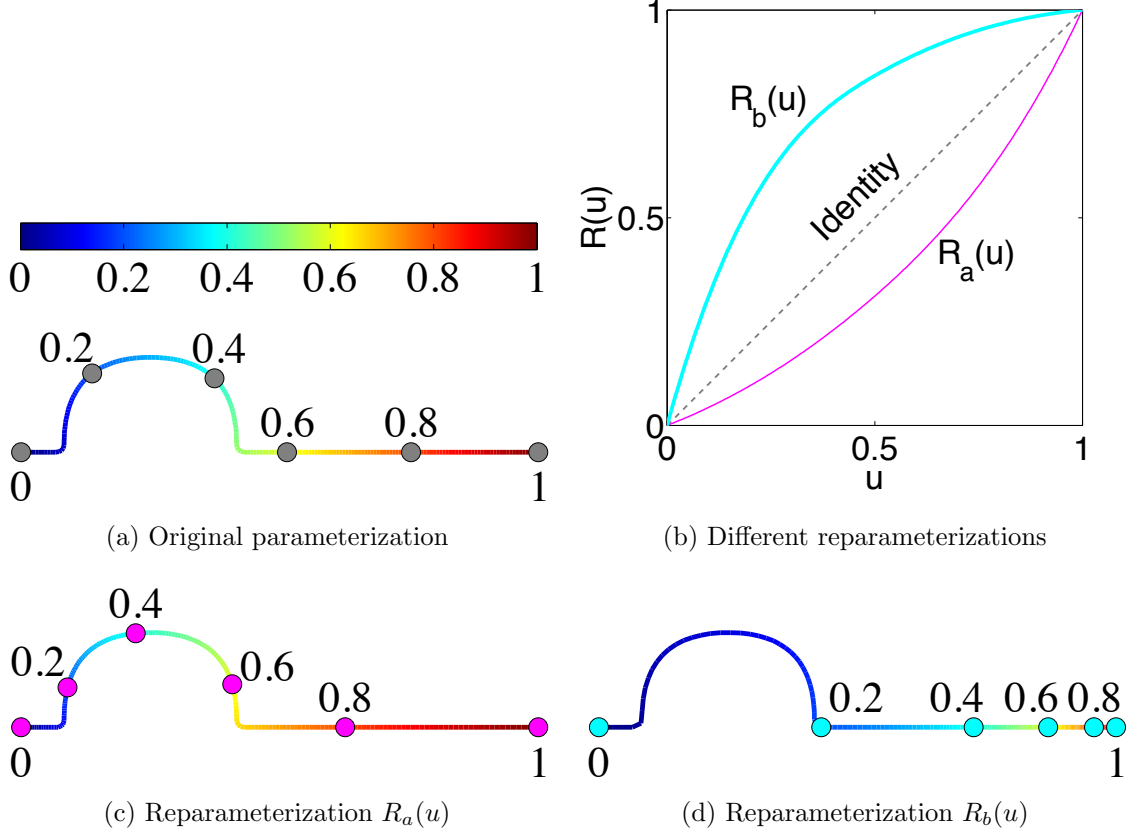 0 0.2 0.4 0.6 0.8 1
0.2 0.4
0.6 0.8
0 1
(a) Original parameterization
1
R_b(u)
Identity
R(u)
0.5
R_a(u)
0
0 0.5 1
u
(b) Different reparameterizations
0.4
0.2
0.6
0.8
0 1
(c) Reparameterization R_a(u)
0.2 0.4 0.6 0.8
0 1
(d) Reparameterization R_b(u)